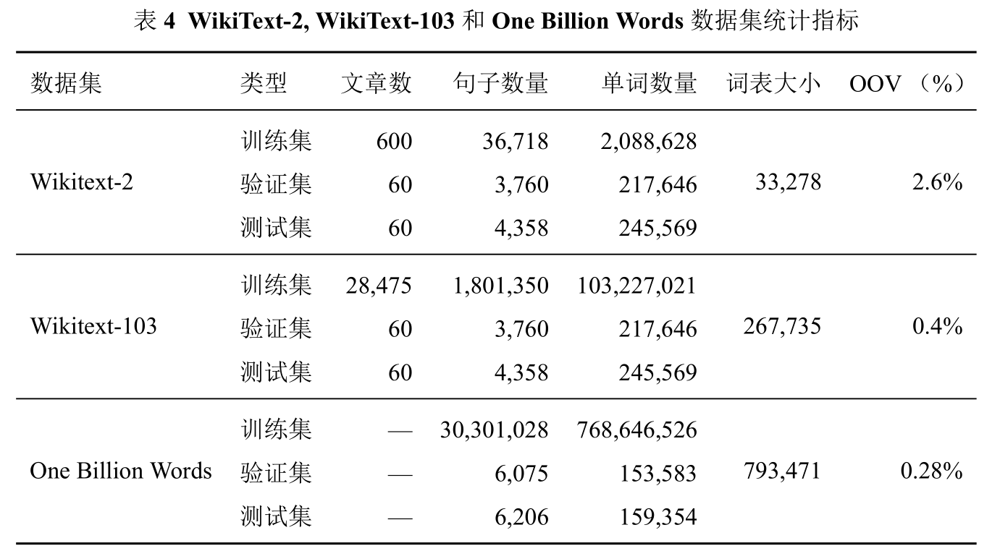 表 4 WikiText-2, WikiText-103 和 One Billion Words 数据集统计指标
数据集 类型 文章数 句子数量 单词数量 词表大小 OOV （%）
训练集 600 36,718 2,088,628
Wikitext-2 验证集 60 3,760 217,646 33,278 2.6%
测试集 60 4,358 245,569
训练集 28,475 1,801,350 103,227,021
Wikitext-103 验证集 60 3,760 217,646 267,735 0.4%
测试集 60 4,358 245,569
训练集 — 30,301,028 768,646,526
One Billion Words 验证集 — 6,075 153,583 793,471 0.28%
测试集 — 6,206 159,354